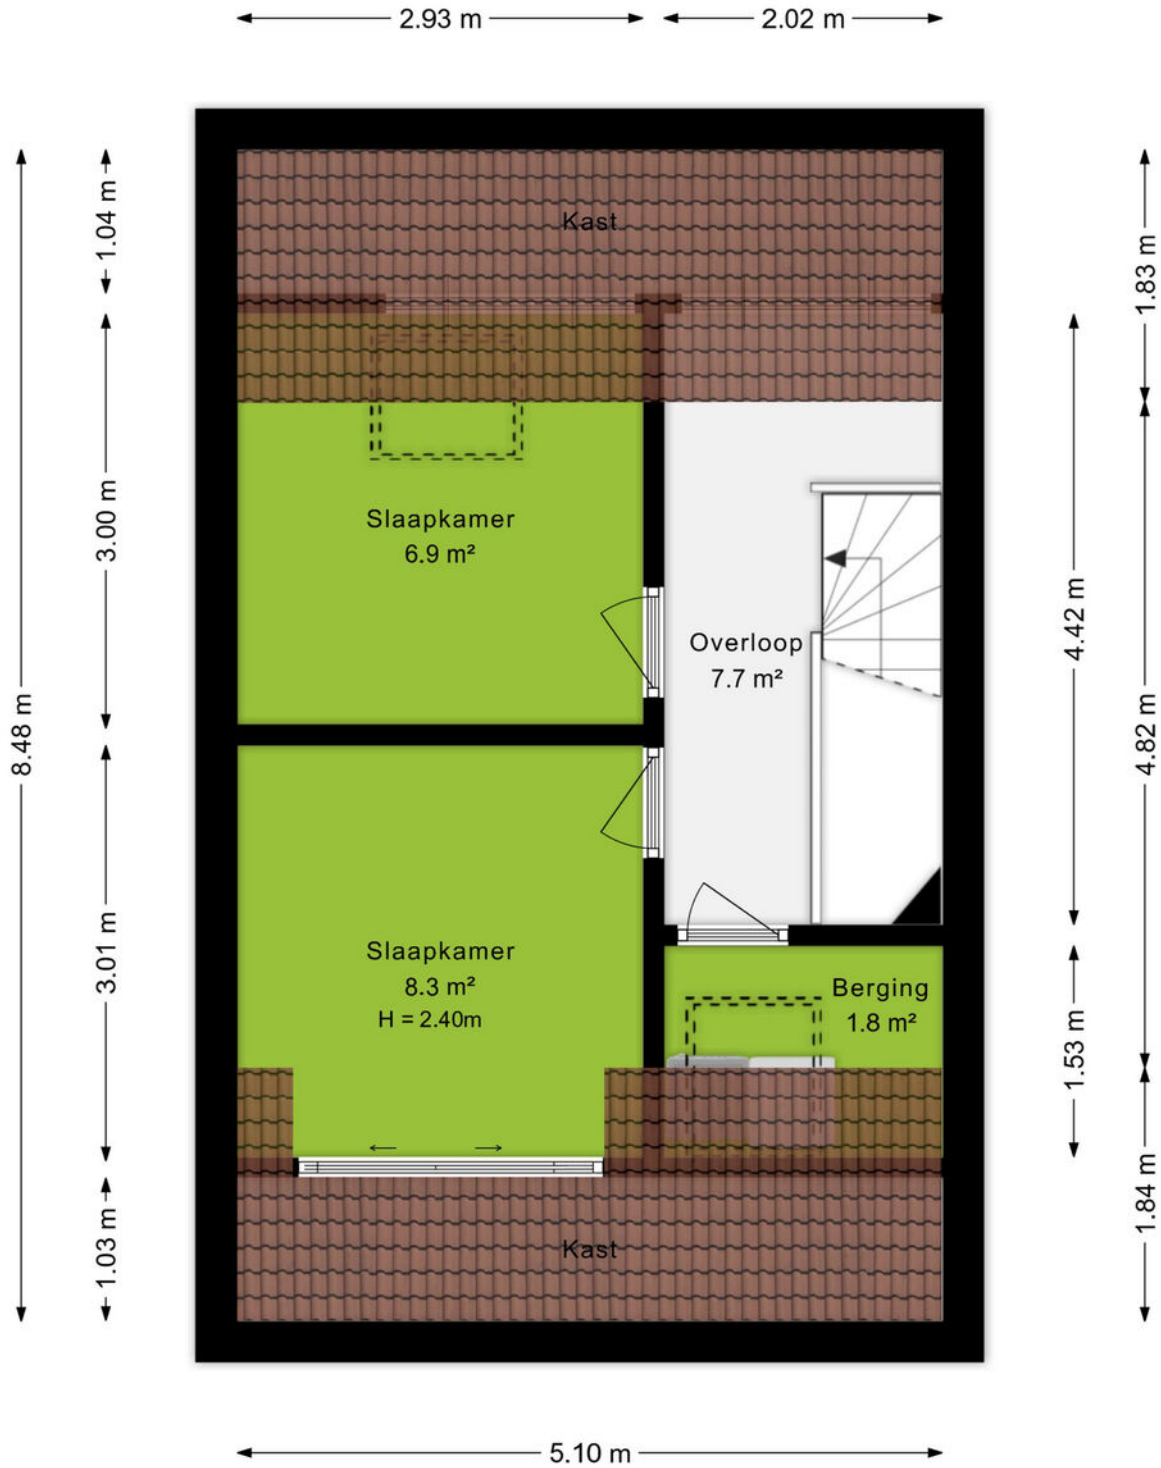 2.93 m
2.02 m
1.04 m
1.83 m
Kast
3.00 m
Slaapkamer
6.9 m²
4.42 m
Overloop
7.7 m²
8.48 m
4.82 m
3.01 m
Slaapkamer
8.3 m²
H = 2.40m
Berging
1.8 m²
1.53 m
1.84 m
1.03 m
Kast
5.10 m